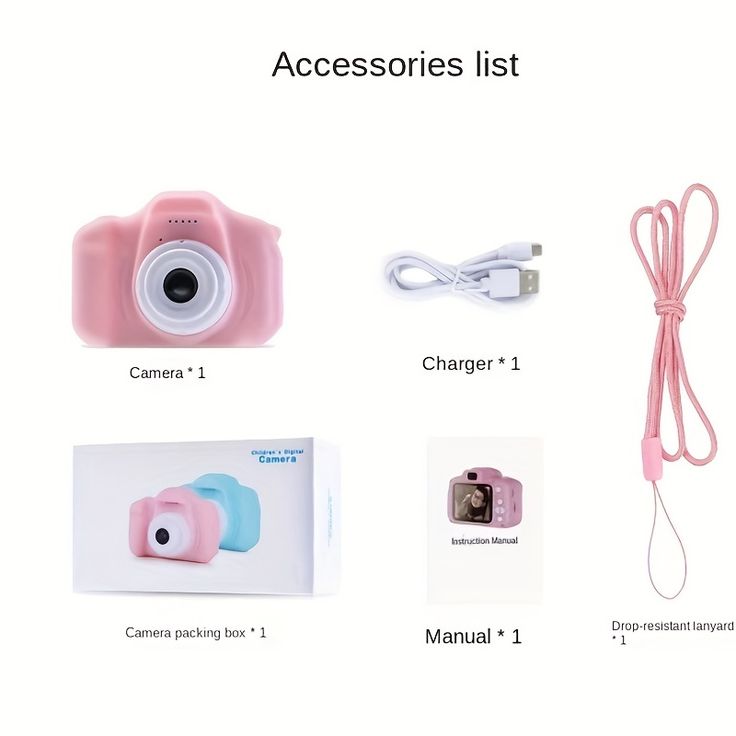 Accessories list
Camera * 1
Charger * 1
Children's Digital
Camera
Instruction Manual
Camera packing box * 1
Manual * 1
Drop-resistant lanyard
* 1